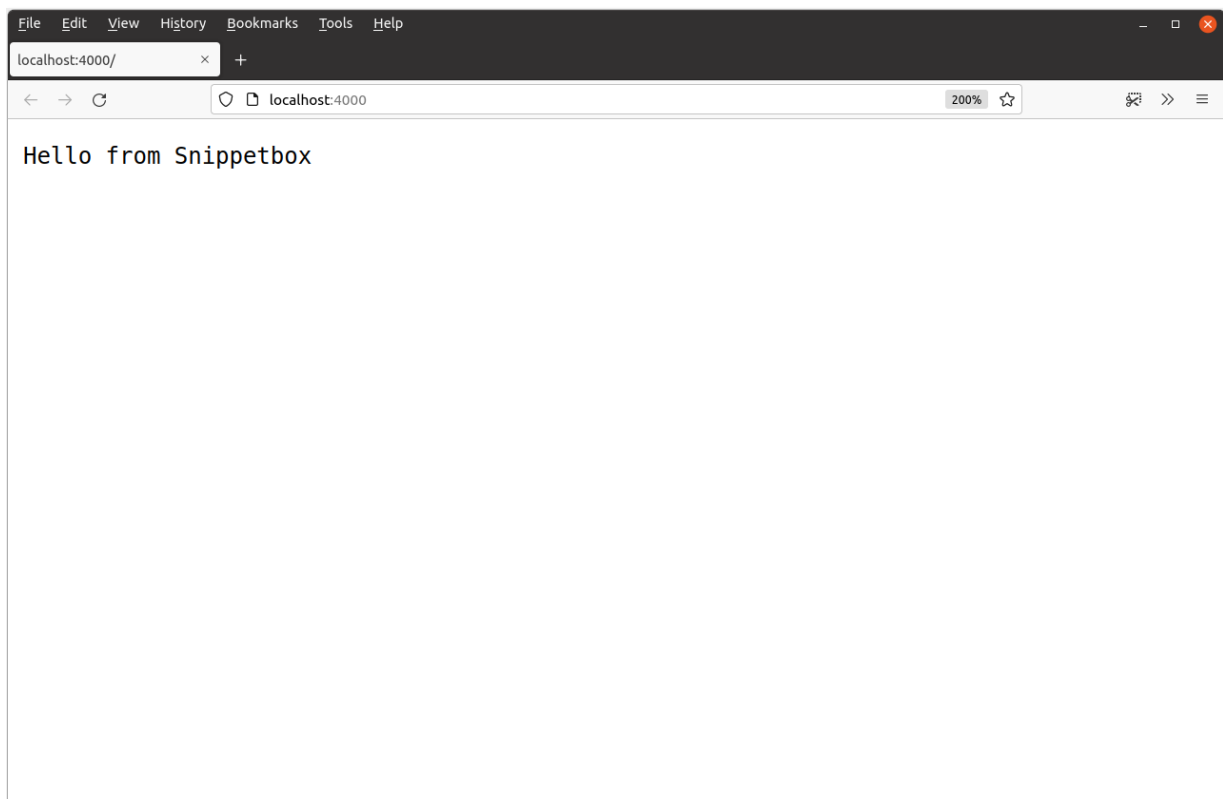 File Edit View History Bookmarks Tools Help
localhost:4000/
localhost:4000 200%
Hello from Snippetbox